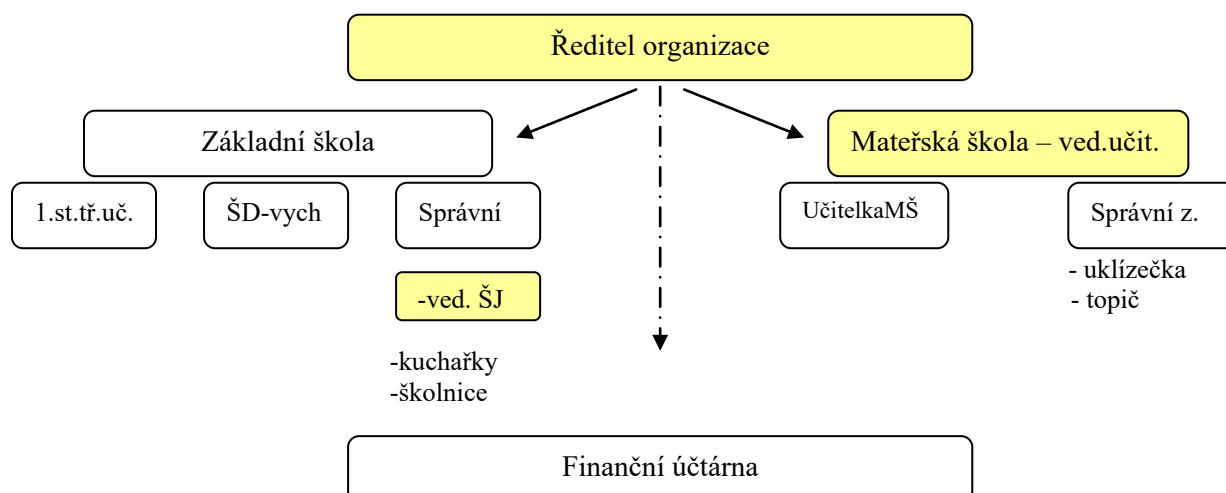 Ředitel organizace
Základní škola
Mateřská škola – ved.učit.
1.st.tř.uč.
ŠD-vych
Správní
UčitelkaMŠ
Správní z.
-ved. ŠJ
- uklízečka
- topič
-kuchařky
-školnice
Finanční účtárna